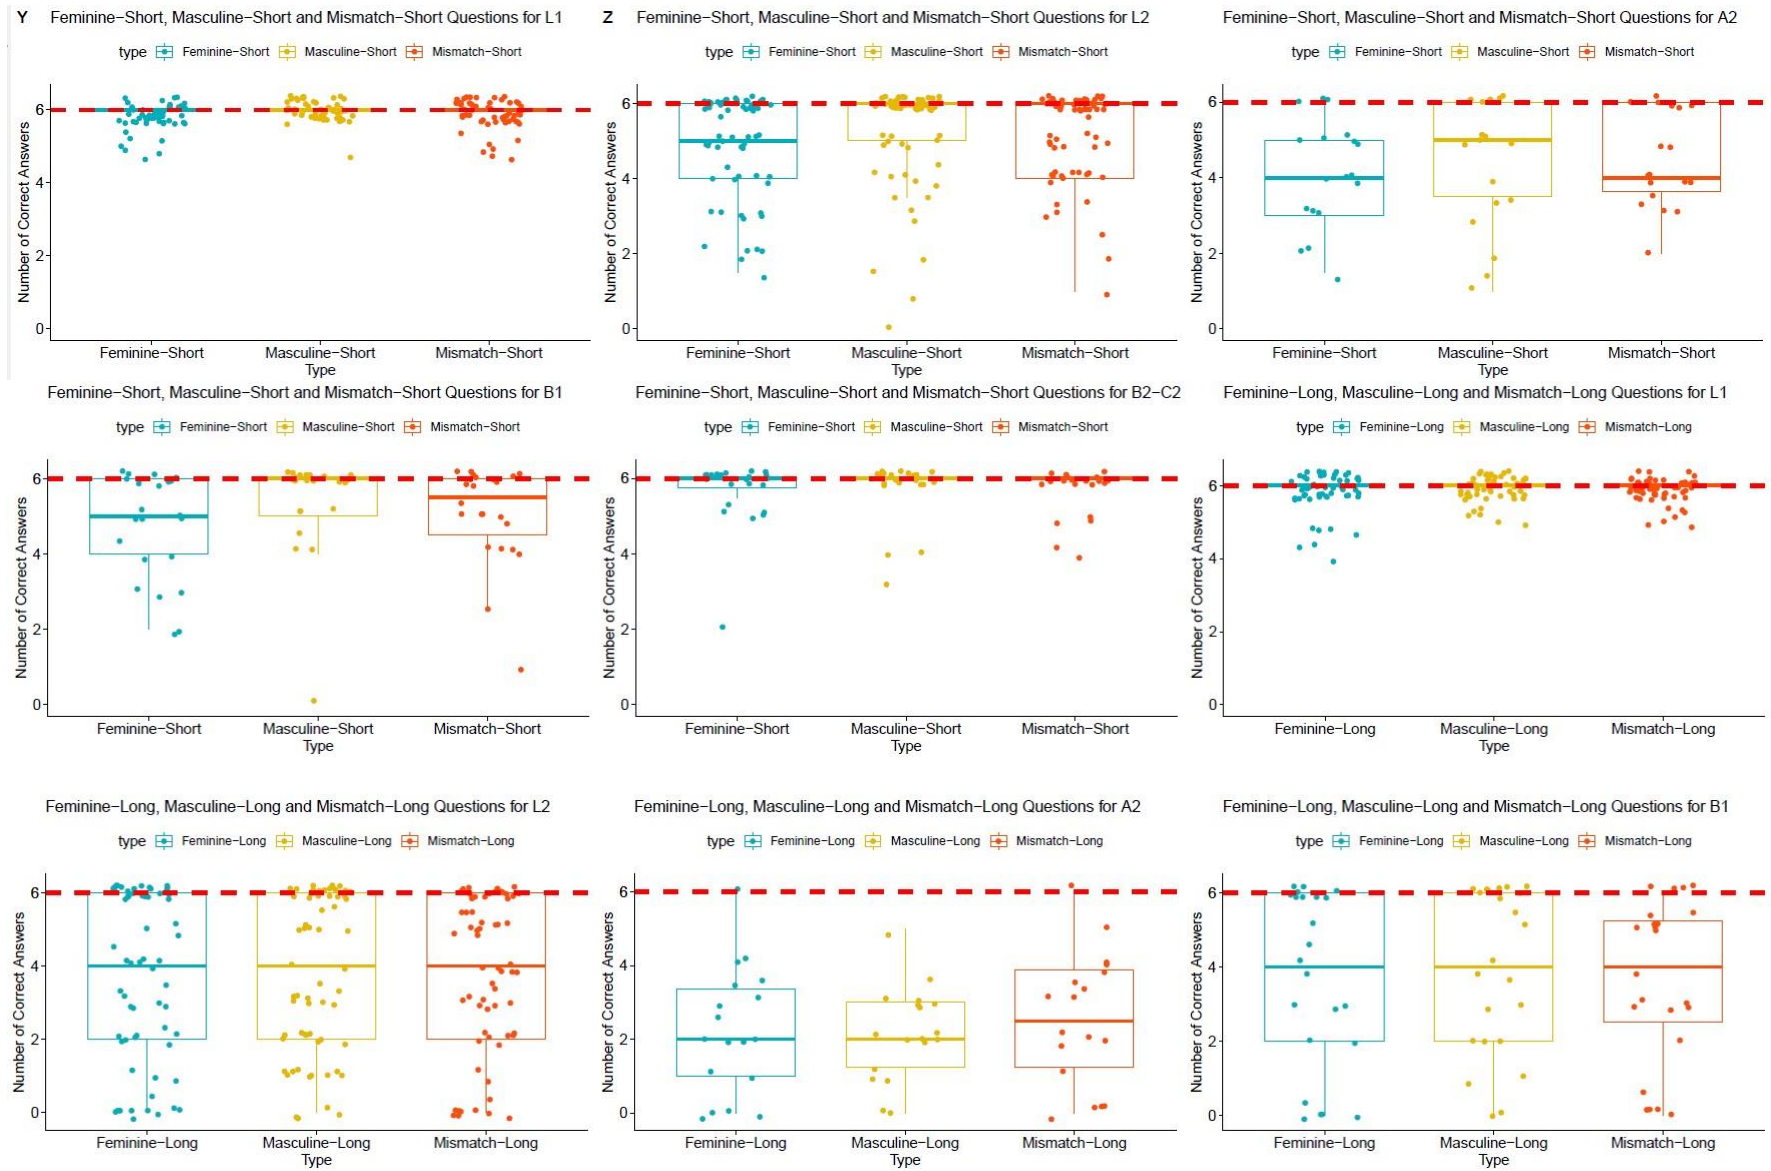 Y Feminine−Short, Masculine−Short and Mismatch−Short Questions for L1
type Feminine−Short Masculine−Short Mismatch−Short
Number of Correct Answers
6
4
2
0
Feminine−Short Masculine−Short Mismatch−Short
Type
Z Feminine−Short, Masculine−Short and Mismatch−Short Questions for L2
type Feminine−Short Masculine−Short Mismatch−Short
Number of Correct Answers
6
4
2
0
Feminine−Short Masculine−Short Mismatch−Short
Type
Feminine−Short, Masculine−Short and Mismatch−Short Questions for A2
type Feminine−Short Masculine−Short Mismatch−Short
Number of Correct Answers
6
4
2
0
Feminine−Short Masculine−Short Mismatch−Short
Type
Feminine−Short, Masculine−Short and Mismatch−Short Questions for B1
type Feminine−Short Masculine−Short Mismatch−Short
Number of Correct Answers
6
4
2
0
Feminine−Short Masculine−Short Mismatch−Short
Type
Feminine−Short, Masculine−Short and Mismatch−Short Questions for B2−C2
type Feminine−Short Masculine−Short Mismatch−Short
Number of Correct Answers
6
4
2
0
Feminine−Short Masculine−Short Mismatch−Short
Type
Feminine−Long, Masculine−Long and Mismatch−Long Questions for L1
type Feminine−Long Masculine−Long Mismatch−Long
Number of Correct Answers
6
4
2
0
Feminine−Long Masculine−Long Mismatch−Long
Type
Feminine−Long, Masculine−Long and Mismatch−Long Questions for L2
type Feminine−Long Masculine−Long Mismatch−Long
Number of Correct Answers
6
4
2
0
Feminine−Long Masculine−Long Mismatch−Long
Type
Feminine−Long, Masculine−Long and Mismatch−Long Questions for A2
type Feminine−Long Masculine−Long Mismatch−Long
Number of Correct Answers
6
4
2
0
Feminine−Long Masculine−Long Mismatch−Long
Type
Feminine−Long, Masculine−Long and Mismatch−Long Questions for B1
type Feminine−Long Masculine−Long Mismatch−Long
Number of Correct Answers
6
4
2
0
Feminine−Long Masculine−Long Mismatch−Long
Type